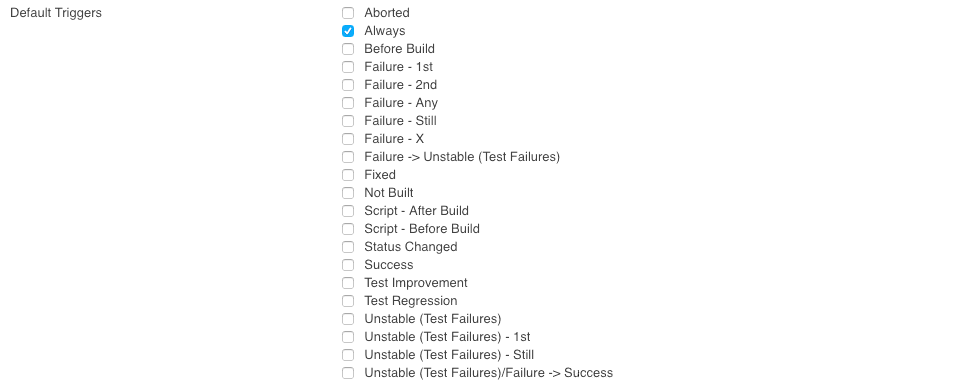 Default Triggers
Aborted
Always
Before Build
Failure - 1st
Failure - 2nd
Failure - Any
Failure - Still
Failure - X
Failure -> Unstable (Test Failures)
Fixed
Not Built
Script - After Build
Script - Before Build
Status Changed
Success
Test Improvement
Test Regression
Unstable (Test Failures)
Unstable (Test Failures) - 1st
Unstable (Test Failures) - Still
Unstable (Test Failures)/Failure -> Success